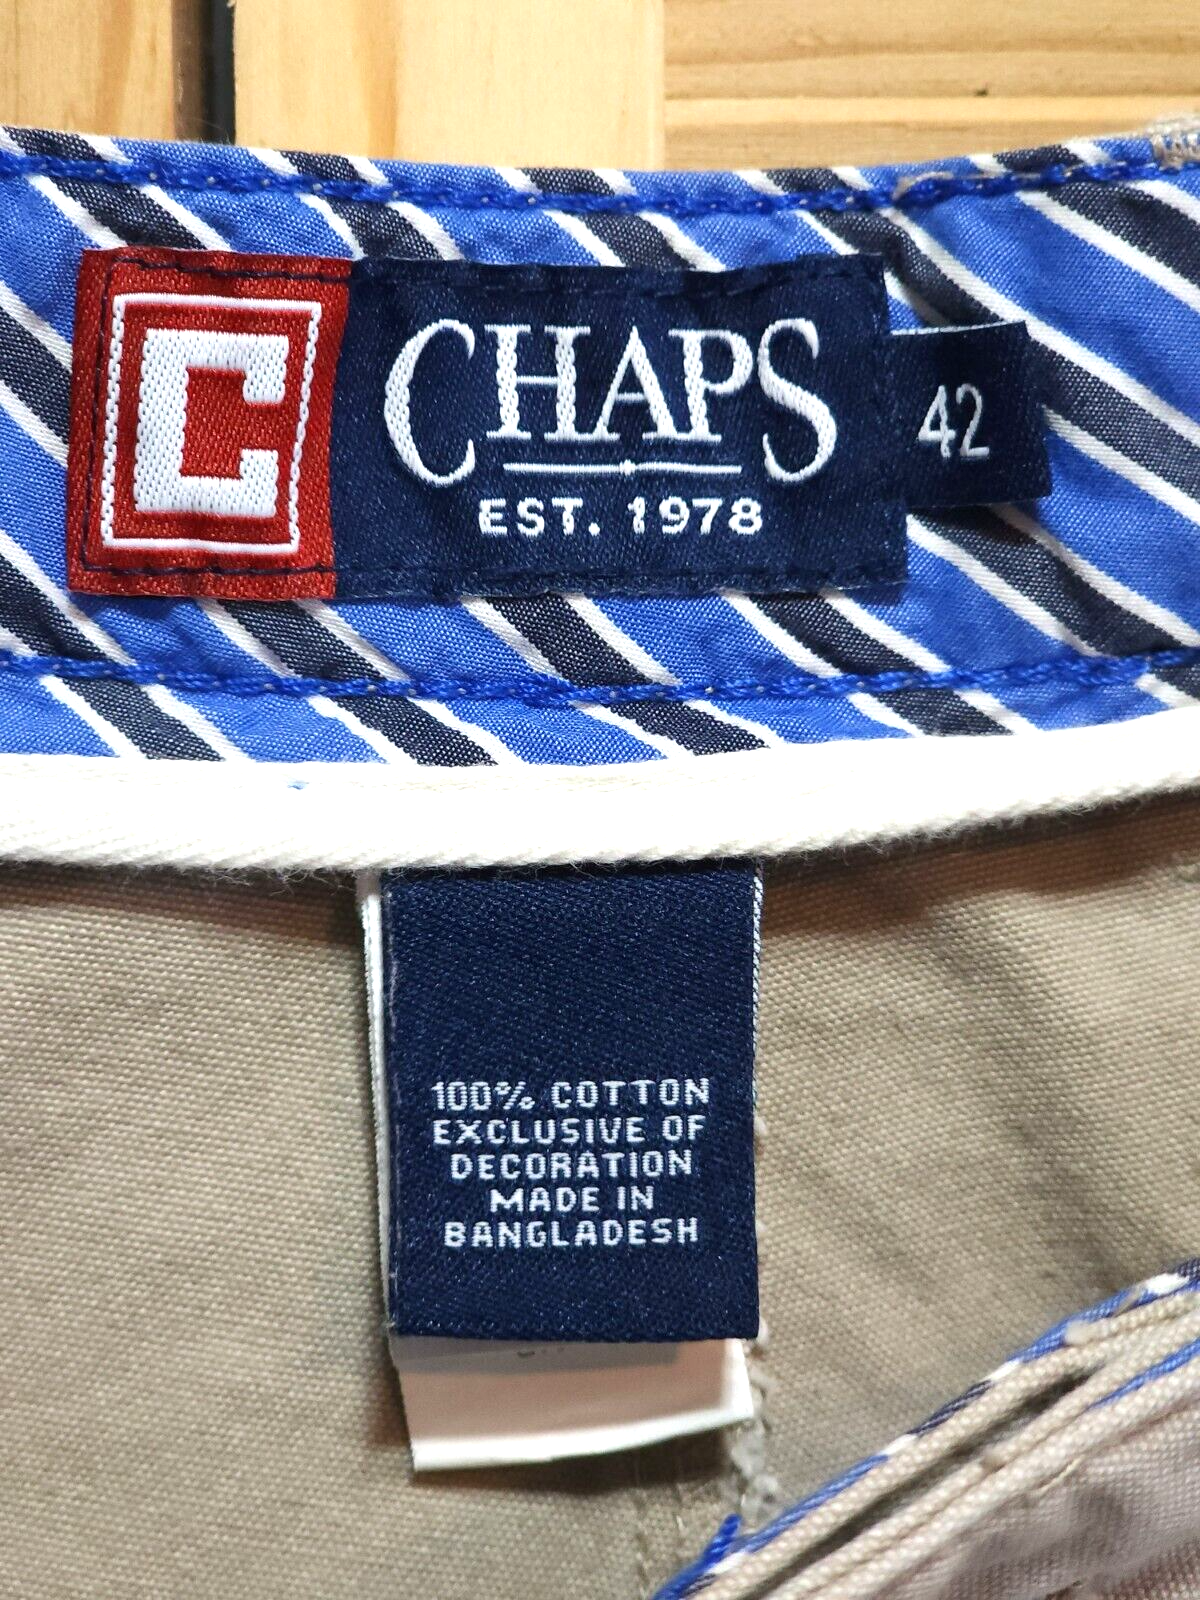 C
CHAPS
EST. 1978
42
100% COTTON
EXCLUSIVE OF
DECORATION
MADE IN
BANGLADESH